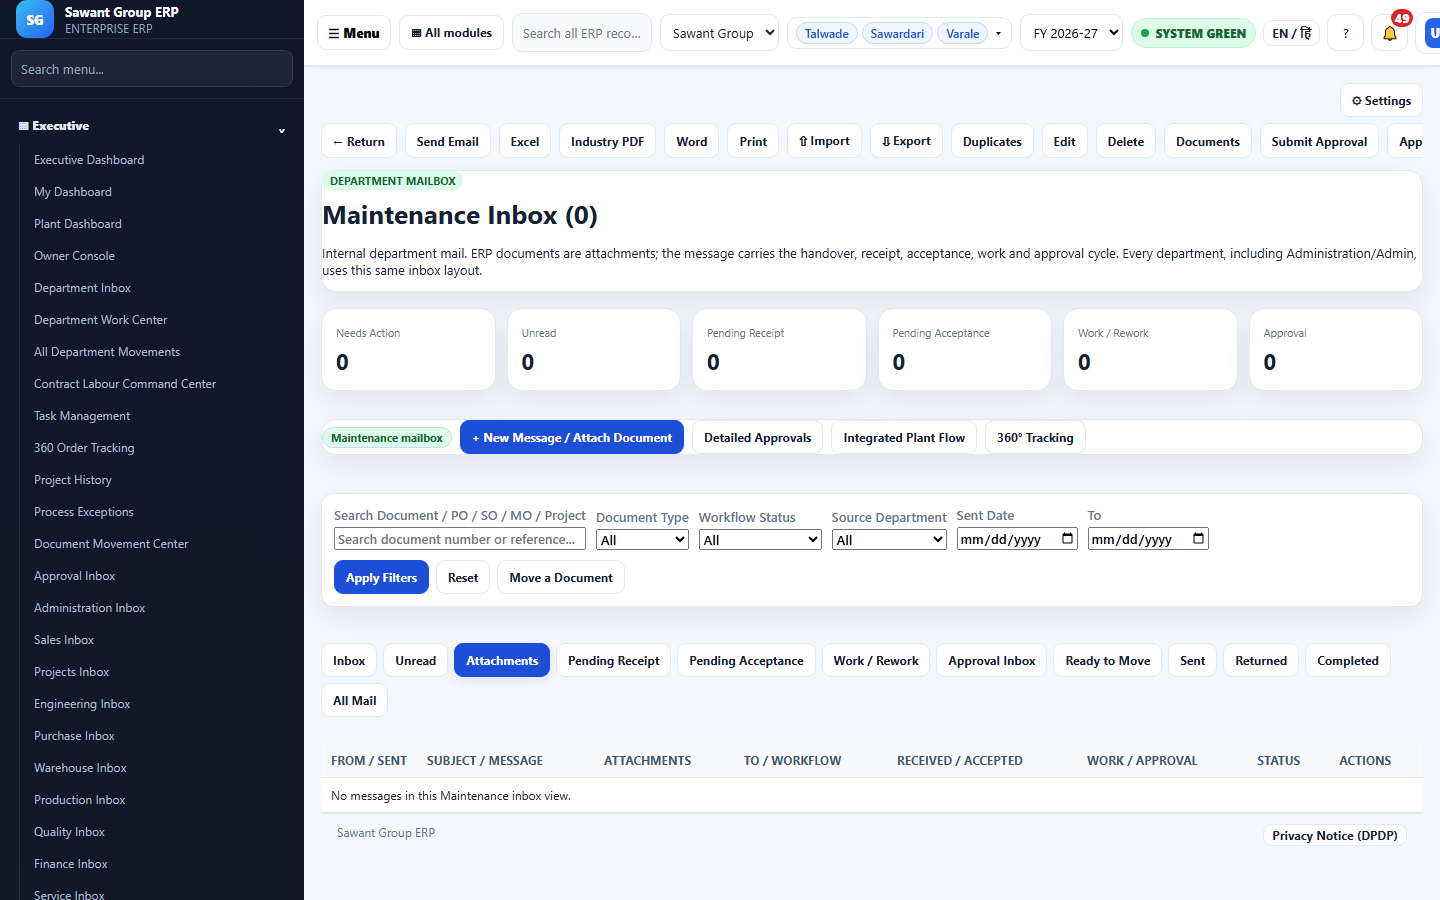 SG
Sawant Group ERP
ENTERPRISE ERP
Search menu...
Executive
Executive Dashboard
My Dashboard
Plant Dashboard
Owner Console
Department Inbox
Department Work Center
All Department Movements
Contract Labour Command Center
Task Management
360 Order Tracking
Project History
Process Exceptions
Document Movement Center
Approval Inbox
Administration Inbox
Sales Inbox
Projects Inbox
Engineering Inbox
Purchase Inbox
Warehouse Inbox
Production Inbox
Quality Inbox
Finance Inbox
Service Inbox
☰ Menu
All modules
Search all ERP reco...
Sawant Group
Talwade
Sawardari
Varale
FY 2026-27
SYSTEM GREEN
EN / हिं
?
49
U
⚙ Settings
← Return
Send Email
Excel
Industry PDF
Word
Print
⇧ Import
⇩ Export
Duplicates
Edit
Delete
Documents
Submit Approval
App
DEPARTMENT MAILBOX
Maintenance Inbox (0)
Internal department mail. ERP documents are attachments; the message carries the handover, receipt, acceptance, work and approval cycle. Every department, including Administration/Admin,
uses this same inbox layout.
Needs Action
0
Unread
0
Pending Receipt
0
Pending Acceptance
0
Work / Rework
0
Approval
0
Maintenance mailbox
+ New Message / Attach Document
Detailed Approvals
Integrated Plant Flow
360° Tracking
Search Document / PO / SO / MO / Project
Search document number or reference...
Document Type
All
Workflow Status
All
Source Department
All
Sent Date
mm/dd/yyyy
To
mm/dd/yyyy
Apply Filters
Reset
Move a Document
Inbox
Unread
Attachments
Pending Receipt
Pending Acceptance
Work / Rework
Approval Inbox
Ready to Move
Sent
Returned
Completed
All Mail
FROM / SENT
SUBJECT / MESSAGE
ATTACHMENTS
TO / WORKFLOW
RECEIVED / ACCEPTED
WORK / APPROVAL
STATUS
ACTIONS
No messages in this Maintenance inbox view.
Sawant Group ERP
Privacy Notice (DPDP)